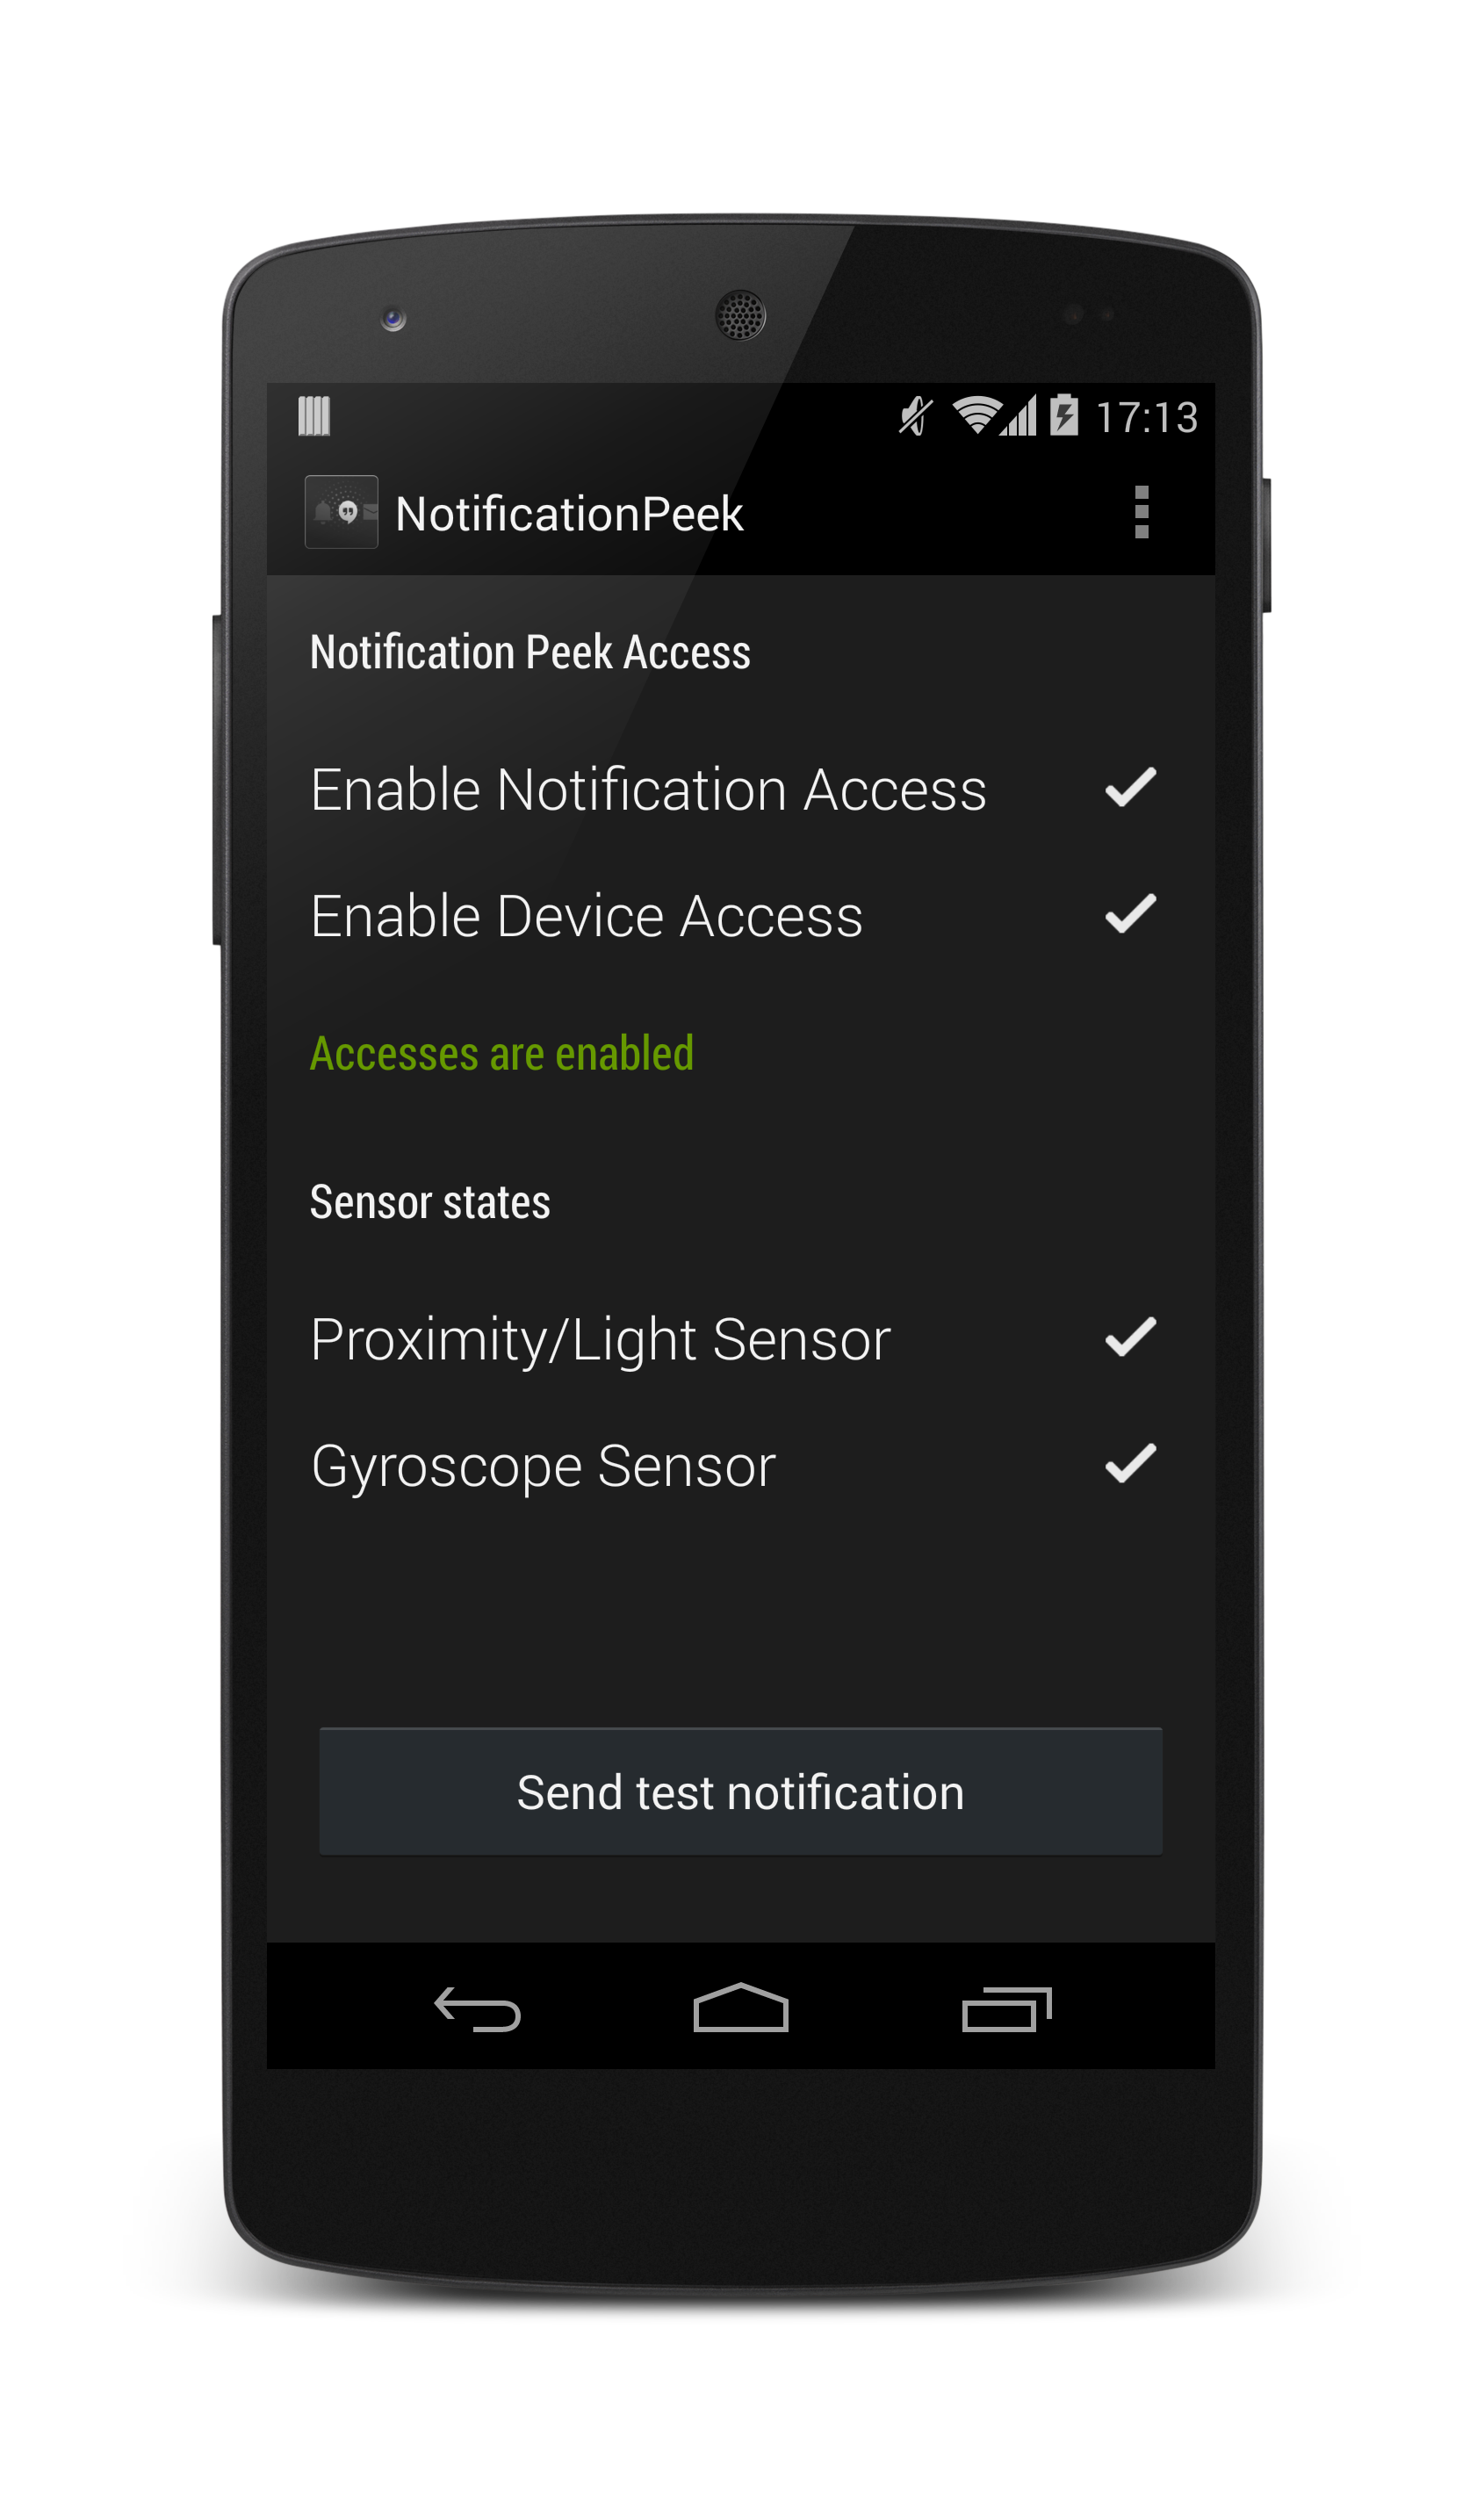 17:13
NotificationPeek
Notification Peek Access
Enable Notification Access
Enable Device Access
Accesses are enabled
Sensor states
Proximity/Light Sensor
Gyroscope Sensor
Send test notification